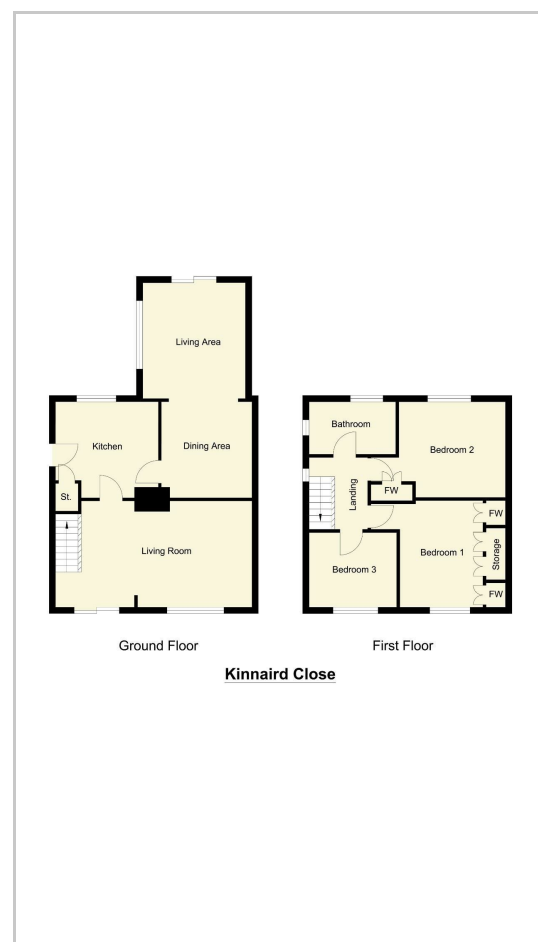 Living Area
Kitchen
Dining Area
St.
Living Room
Ground Floor
Bathroom
Bedroom 2
Landing
FW
FW
Bedroom 1
Storage
Bedroom 3
FW
First Floor
Kinnaird Close